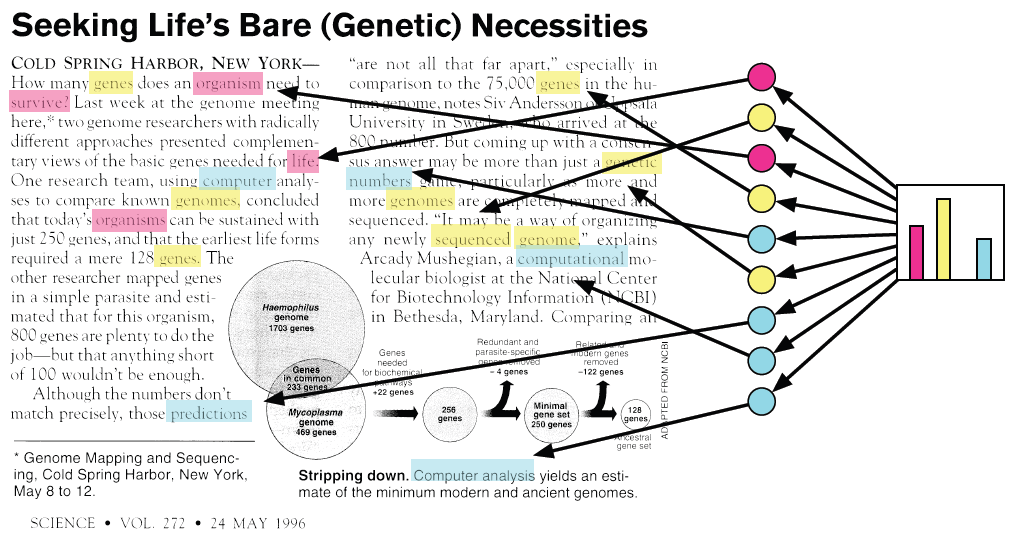 Seeking Life's Bare (Genetic) Necessities
COLD SPRING HARBOR, NEW YORK—
How many genes does an organism need to
survive? Last week at the genome meeting
here,* two genome researchers with radically
different approaches presented complemen-
tary views of the basic genes needed for life.
One research team, using computer analy-
ses to compare known genomes, concluded
that today's organisms can be sustained with
just 250 genes, and that the earliest life forms
required a mere 128 genes. The
other researcher mapped genes
in a simple parasite and esti-
mated that for this organism,
800 genes are plenty to do the
job—but that anything short
of 100 wouldn't be enough.
Although the numbers don't
match precisely, those predictions
* Genome Mapping and Sequenc-
ing, Cold Spring Harbor, New York,
May 8 to 12.
SCIENCE • VOL. 272 • 24 MAY 1996
"are not all that far apart," especially in
comparison to the 75,000 genes in the hu-
man genome, notes Siv Andersson of Uppsala
University in Sweden, who arrived at the
800 number. But coming up with a consen-
sus answer may be more than just a genetic
numbers game, particularly as more and
more genomes are completely mapped and
sequenced. "It may be a way of organizing
any newly sequenced genome," explains
Arcady Mushegian, a computational mo-
lecular biologist at the National Center
for Biotechnology Information (NCBI)
in Bethesda, Maryland. Comparing an
Haemophilus
genome
1703 genes
Genes
in common
233 genes
Mycoplasma
genome
469 genes
Genes
needed
for biochemical
pathways
+22 genes
256
genes
Redundant and
parasite-specific
genes removed
–4 genes
Minimal
gene set
250 genes
Related and
modern genes
removed
–122 genes
128
genes
Ancestral
gene set
ADAPTED FROM NCBI
Stripping down. Computer analysis yields an esti-
mate of the minimum modern and ancient genomes.